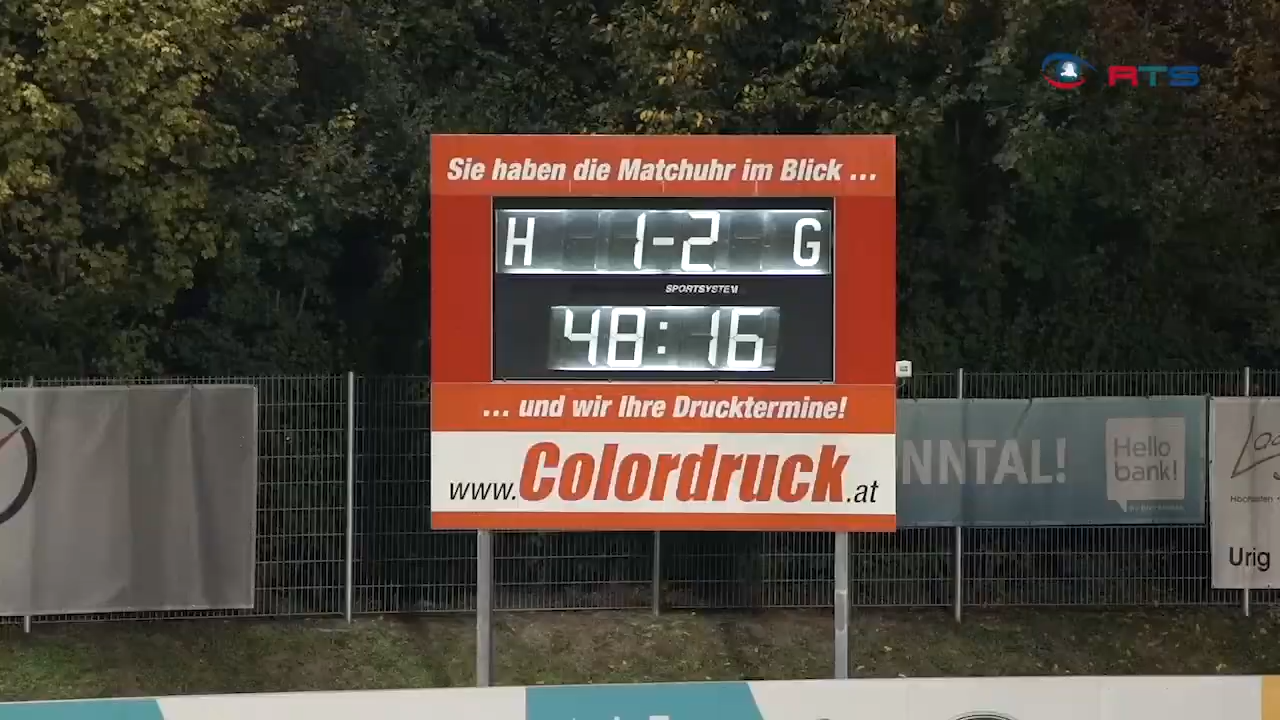 RTS
Sie haben die Matchuhr im Blick ...
H 1-2 G
SPORTSYSTEM
48:16
... und wir Ihre Drucktermine!
www.Colordruck.at
NNTAL!
Hello
bank!
Urig